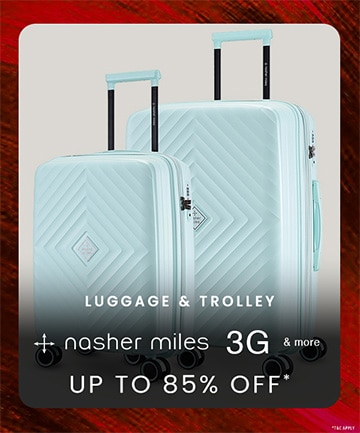 LUGGAGE & TROLLEY
nasher miles 3G & more
UP TO 85% OFF*
*T&C APPLY